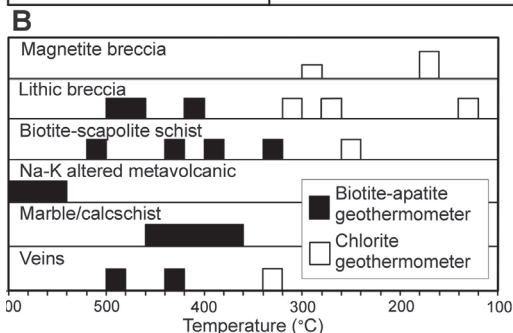 B
Magnetite breccia
Lithic breccia
Biotite-scapolite schist
Na-K altered metavolcanic
Marble/calcschist
Veins
Biotite-apatite
geothermometer
Chlorite
geothermometer
00 500 400 300 200 100
Temperature (°C)